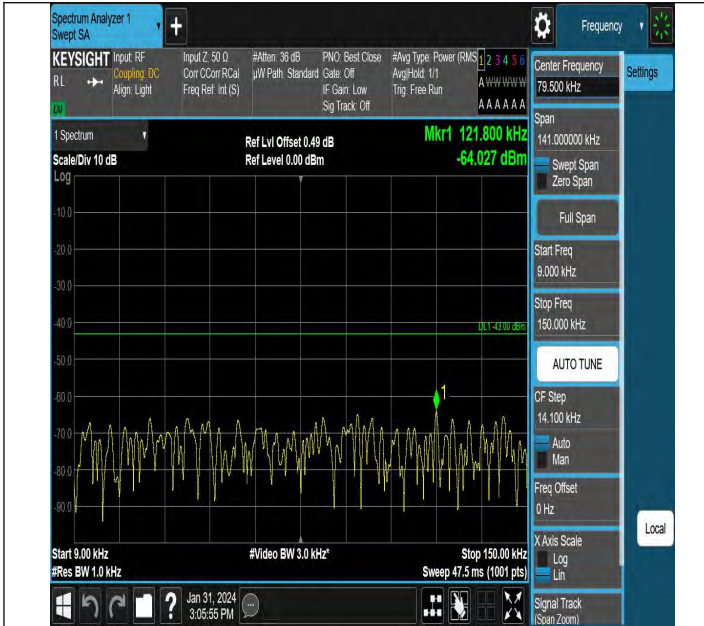 Spectrum Analyzer 1
Swept SA
+
Frequency
KEYSIGHT
RL
Input: RF
Coupling: DC
Align: Light
Input Z: 50 Ω
Corr CCorr RCal
Freq Ref: Int (S)
#Atten: 36 dB
µW Path: Standard
PNO: Best Close
Gate: Off
IF Gain: Low
Sig Track: Off
#Avg Type: Power (RMS
Avg|Hold: 1/1
Trig: Free Run
1 2 3 4 5 6
A W W W W W
A A A A A A
1 Spectrum
Scale/Div 10 dB
Ref Lvl Offset 0.49 dB
Ref Level 0.00 dBm
Mkr1 121.800 kHz
-64.027 dBm
Log
-10.0
-20.0
-30.0
-40.0
-50.0
-60.0
-70.0
-80.0
-90.0
DL1 -43.00 dBm
1
Start 9.00 kHz
#Res BW 1.0 kHz
#Video BW 3.0 kHz*
Stop 150.00 kHz
Sweep 47.5 ms (1001 pts)
Jan 31, 2024
3:05:55 PM
?
Center Frequency
79.500 kHz
Span
141.000000 kHz
Swept Span
Zero Span
Full Span
Start Freq
9.000 kHz
Stop Freq
150.000 kHz
AUTO TUNE
CF Step
14.100 kHz
Auto
Man
Freq Offset
0 Hz
X Axis Scale
Log
Lin
Signal Track
(Span Zoom)
Settings
Local